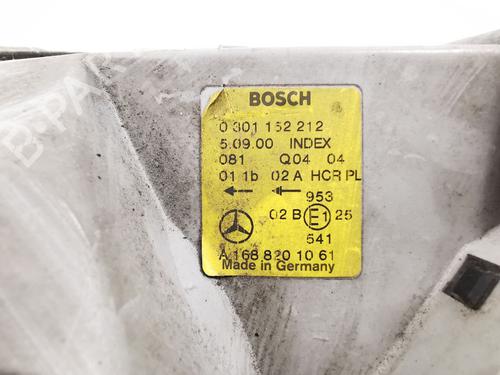 BOSCH
0 301 152 212
5.09.00 INDEX
081 Q04 04
01 1b 02 A HCR PL
953
02 B E1 25
541
A 168 820 10 61
Made in Germany
B-PARTS